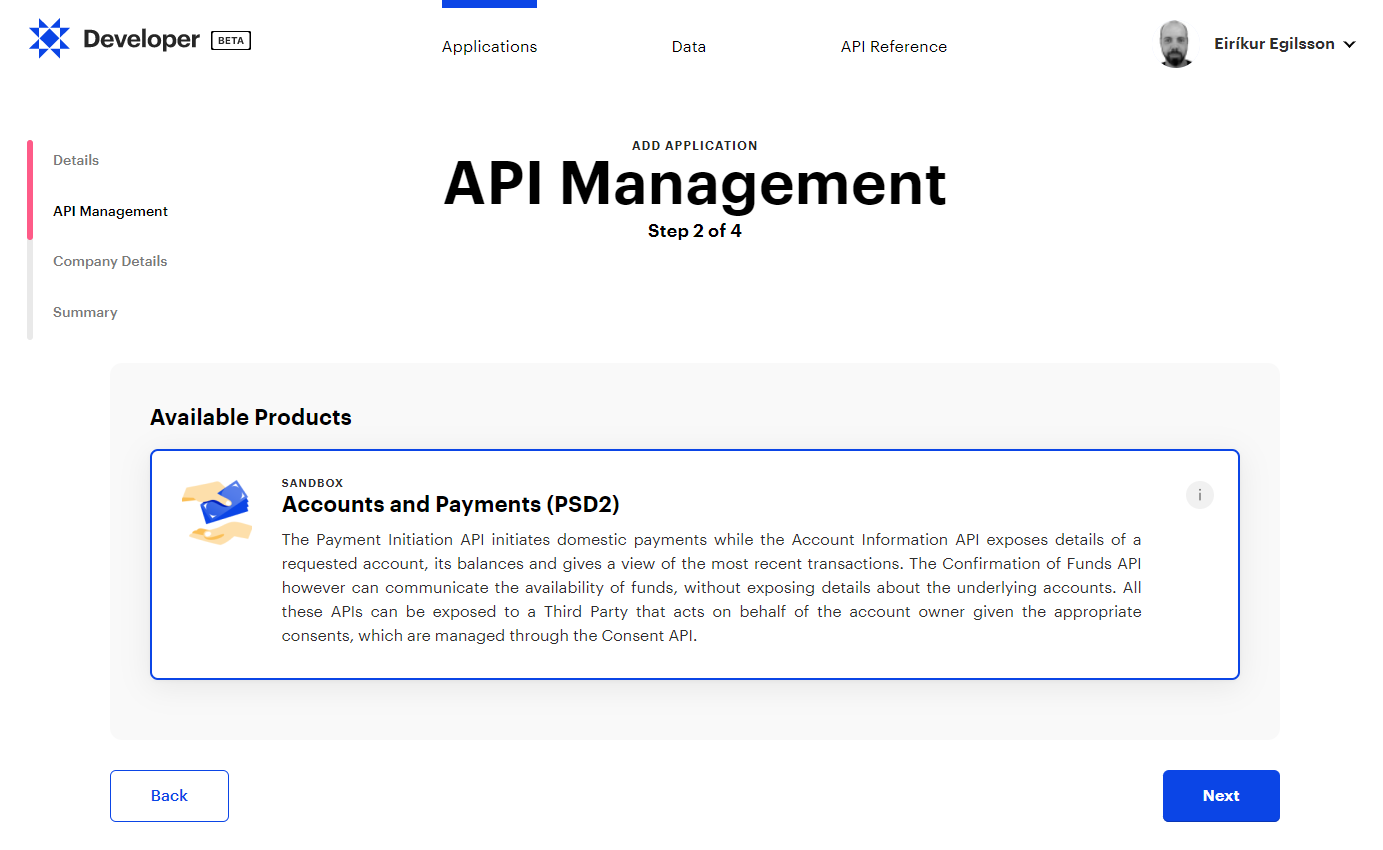 Developer BETA
Applications Data API Reference
Eiríkur Egilsson
Details
API Management
Company Details
Summary
ADD APPLICATION
API Management
Step 2 of 4
Available Products
SANDBOX
Accounts and Payments (PSD2)
i
The Payment Initiation API initiates domestic payments while the Account Information API exposes details of a
requested account, its balances and gives a view of the most recent transactions. The Confirmation of Funds API
however can communicate the availability of funds, without exposing details about the underlying accounts. All
these APIs can be exposed to a Third Party that acts on behalf of the account owner given the appropriate
consents, which are managed through the Consent API.
Back
Next